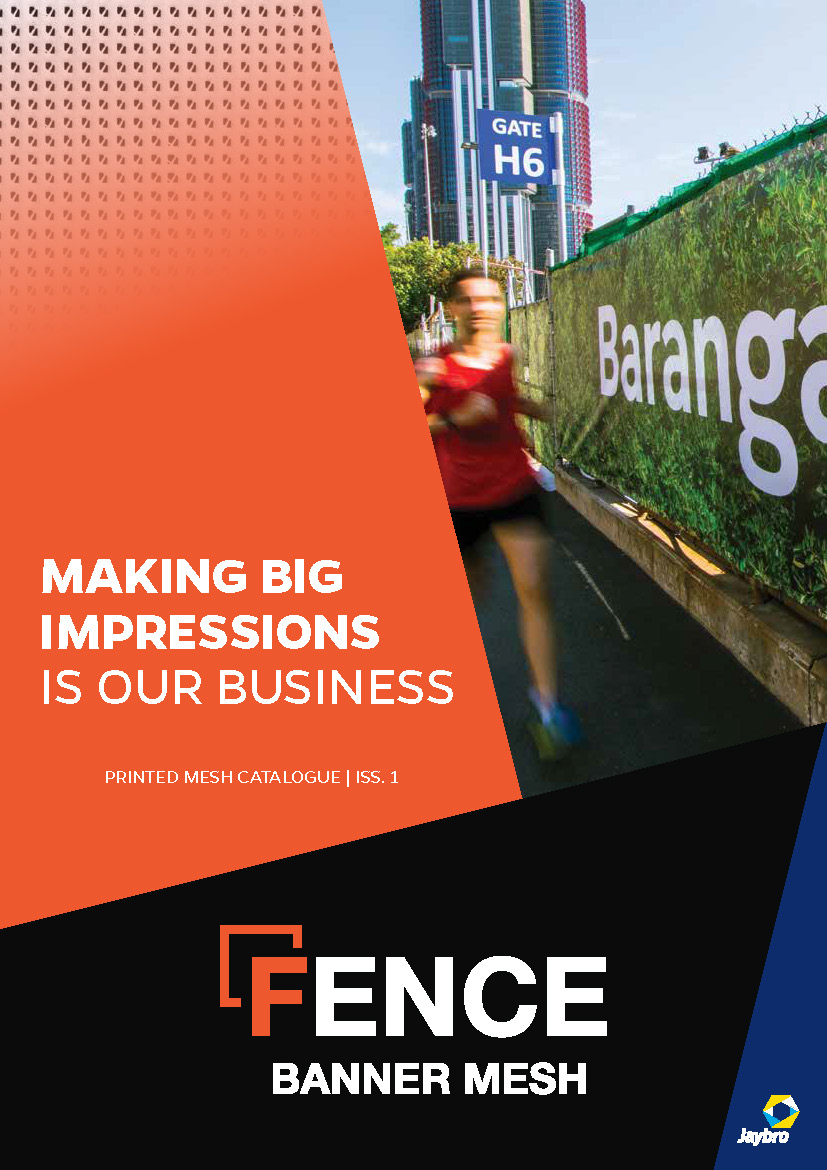 GATE
H6
Baranga
MAKING BIG
IMPRESSIONS
IS OUR BUSINESS
PRINTED MESH CATALOGUE | ISS. 1
FENCE
BANNER MESH
Jaybro